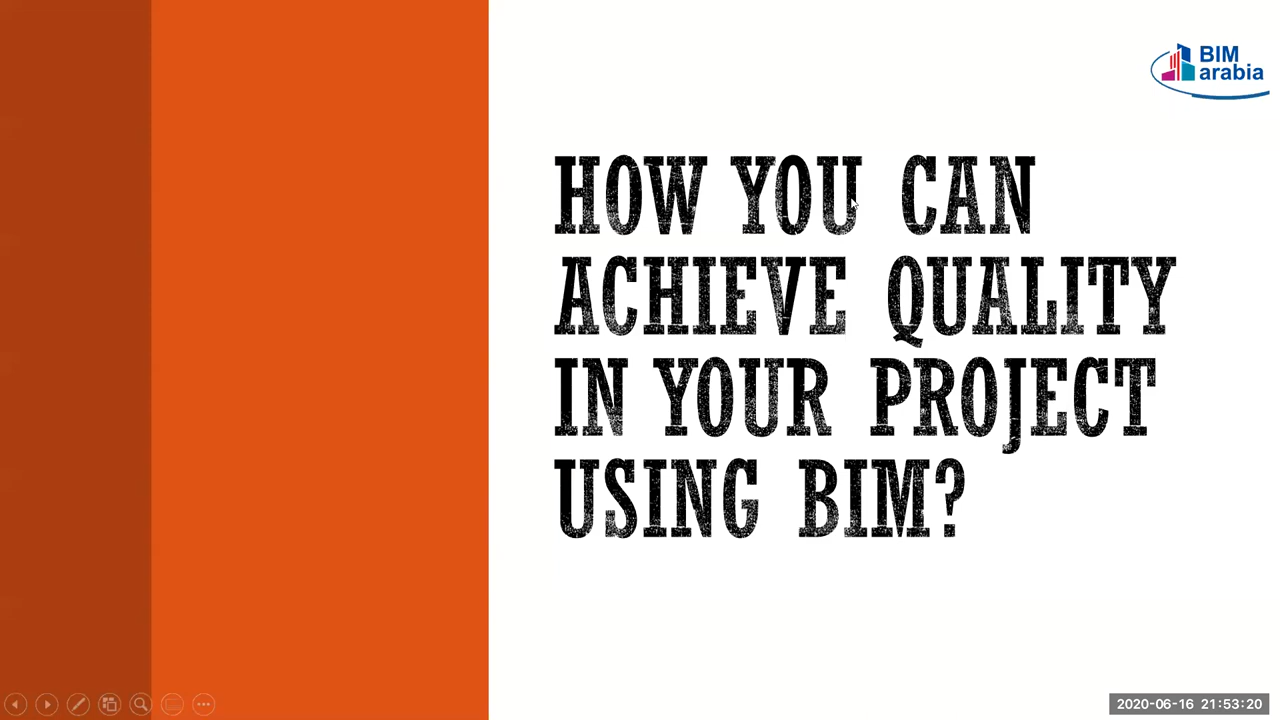 BIM
arabia
HOW YOU CAN
ACHIEVE QUALITY
IN YOUR PROJECT
USING BIM?
2020-06-16 21:53:20